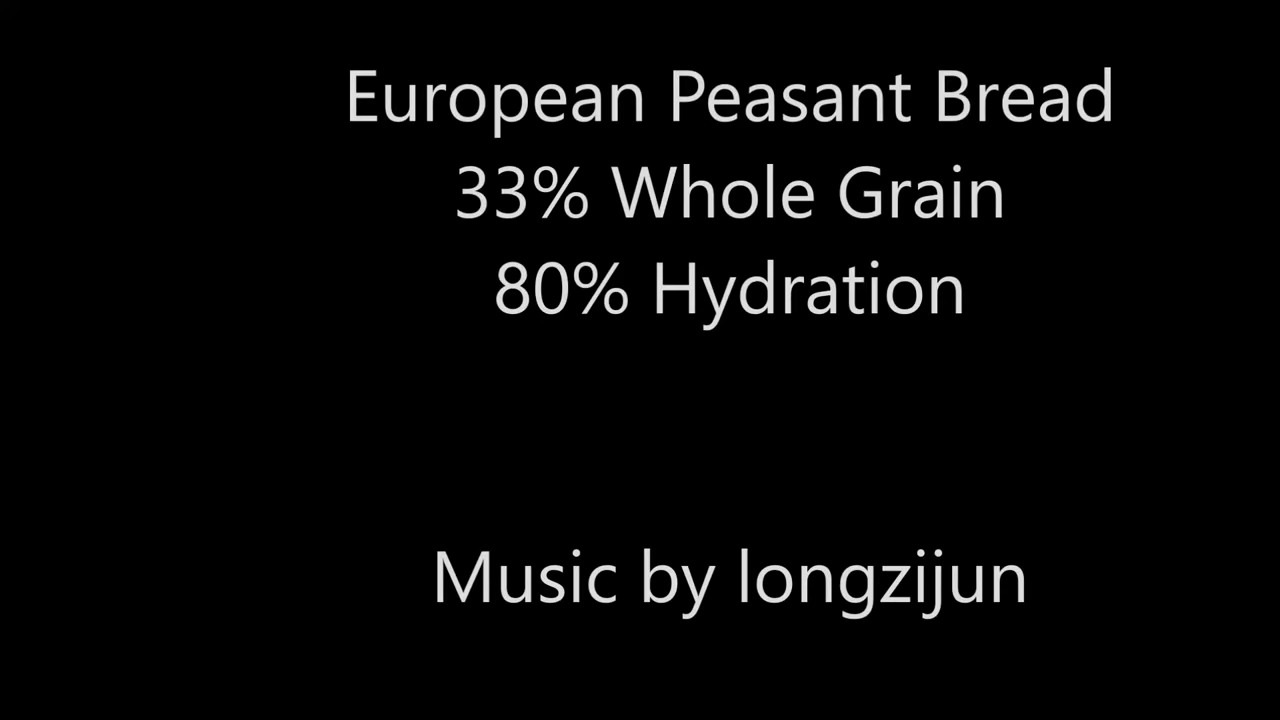 European Peasant Bread
33% Whole Grain
80% Hydration
Music by longzijun